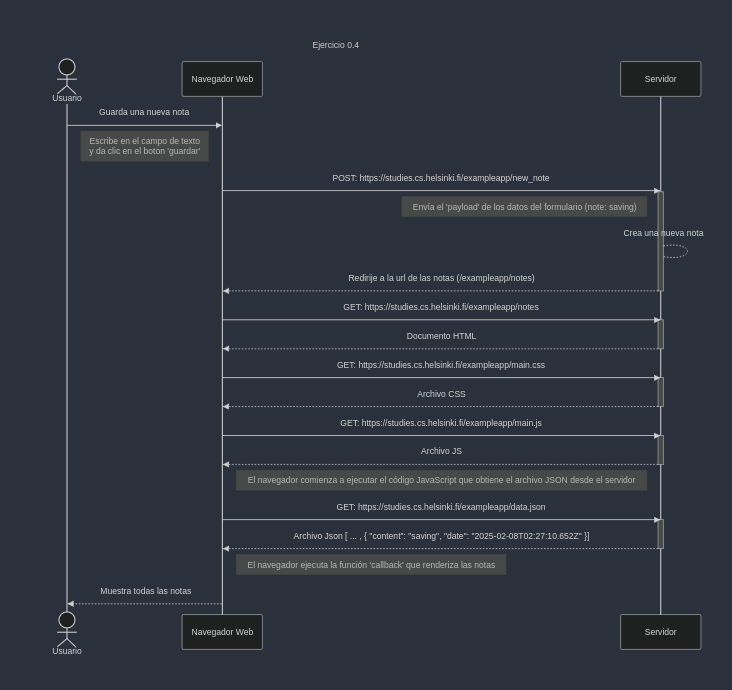 Ejercicio 0.4
Usuario
Navegador Web
Servidor
Guarda una nueva nota
Escribe en el campo de texto
y da clic en el boton 'guardar'
POST: https://studies.cs.helsinki.fi/exampleapp/new_note
Envía el 'payload' de los datos del formulario (note: saving)
Crea una nueva nota
Redirije a la url de las notas (/exampleapp/notes)
GET: https://studies.cs.helsinki.fi/exampleapp/notes
Documento HTML
GET: https://studies.cs.helsinki.fi/exampleapp/main.css
Archivo CSS
GET: https://studies.cs.helsinki.fi/exampleapp/main.js
Archivo JS
El navegador comienza a ejecutar el código JavaScript que obtiene el archivo JSON desde el servidor
GET: https://studies.cs.helsinki.fi/exampleapp/data.json
Archivo Json [ ... , { "content": "saving", "date": "2025-02-08T02:27:10.652Z" }]
El navegador ejecuta la función 'callback' que renderiza las notas
Muestra todas las notas
Usuario
Navegador Web
Servidor